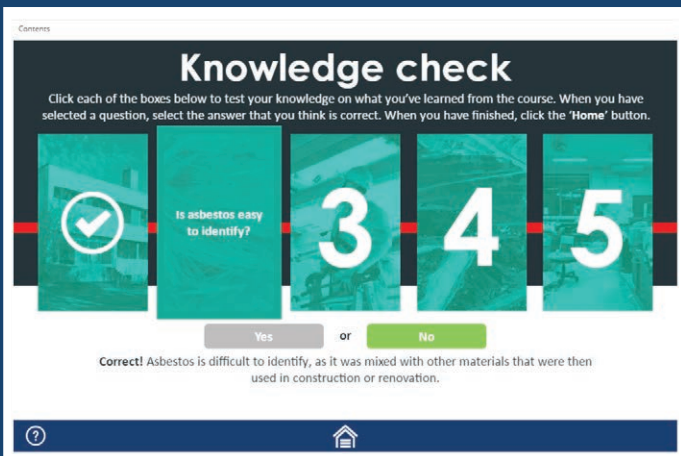 Contents
Knowledge check
Click each of the boxes below to test your knowledge on what you've learned from the course. When you have
selected a question, select the answer that you think is correct. When you have finished, click the 'Home' button.
Is asbestos easy
to identify?
3
4
5
Yes
or
No
Correct! Asbestos is difficult to identify, as it was mixed with other materials that were then
used in construction or renovation.
?